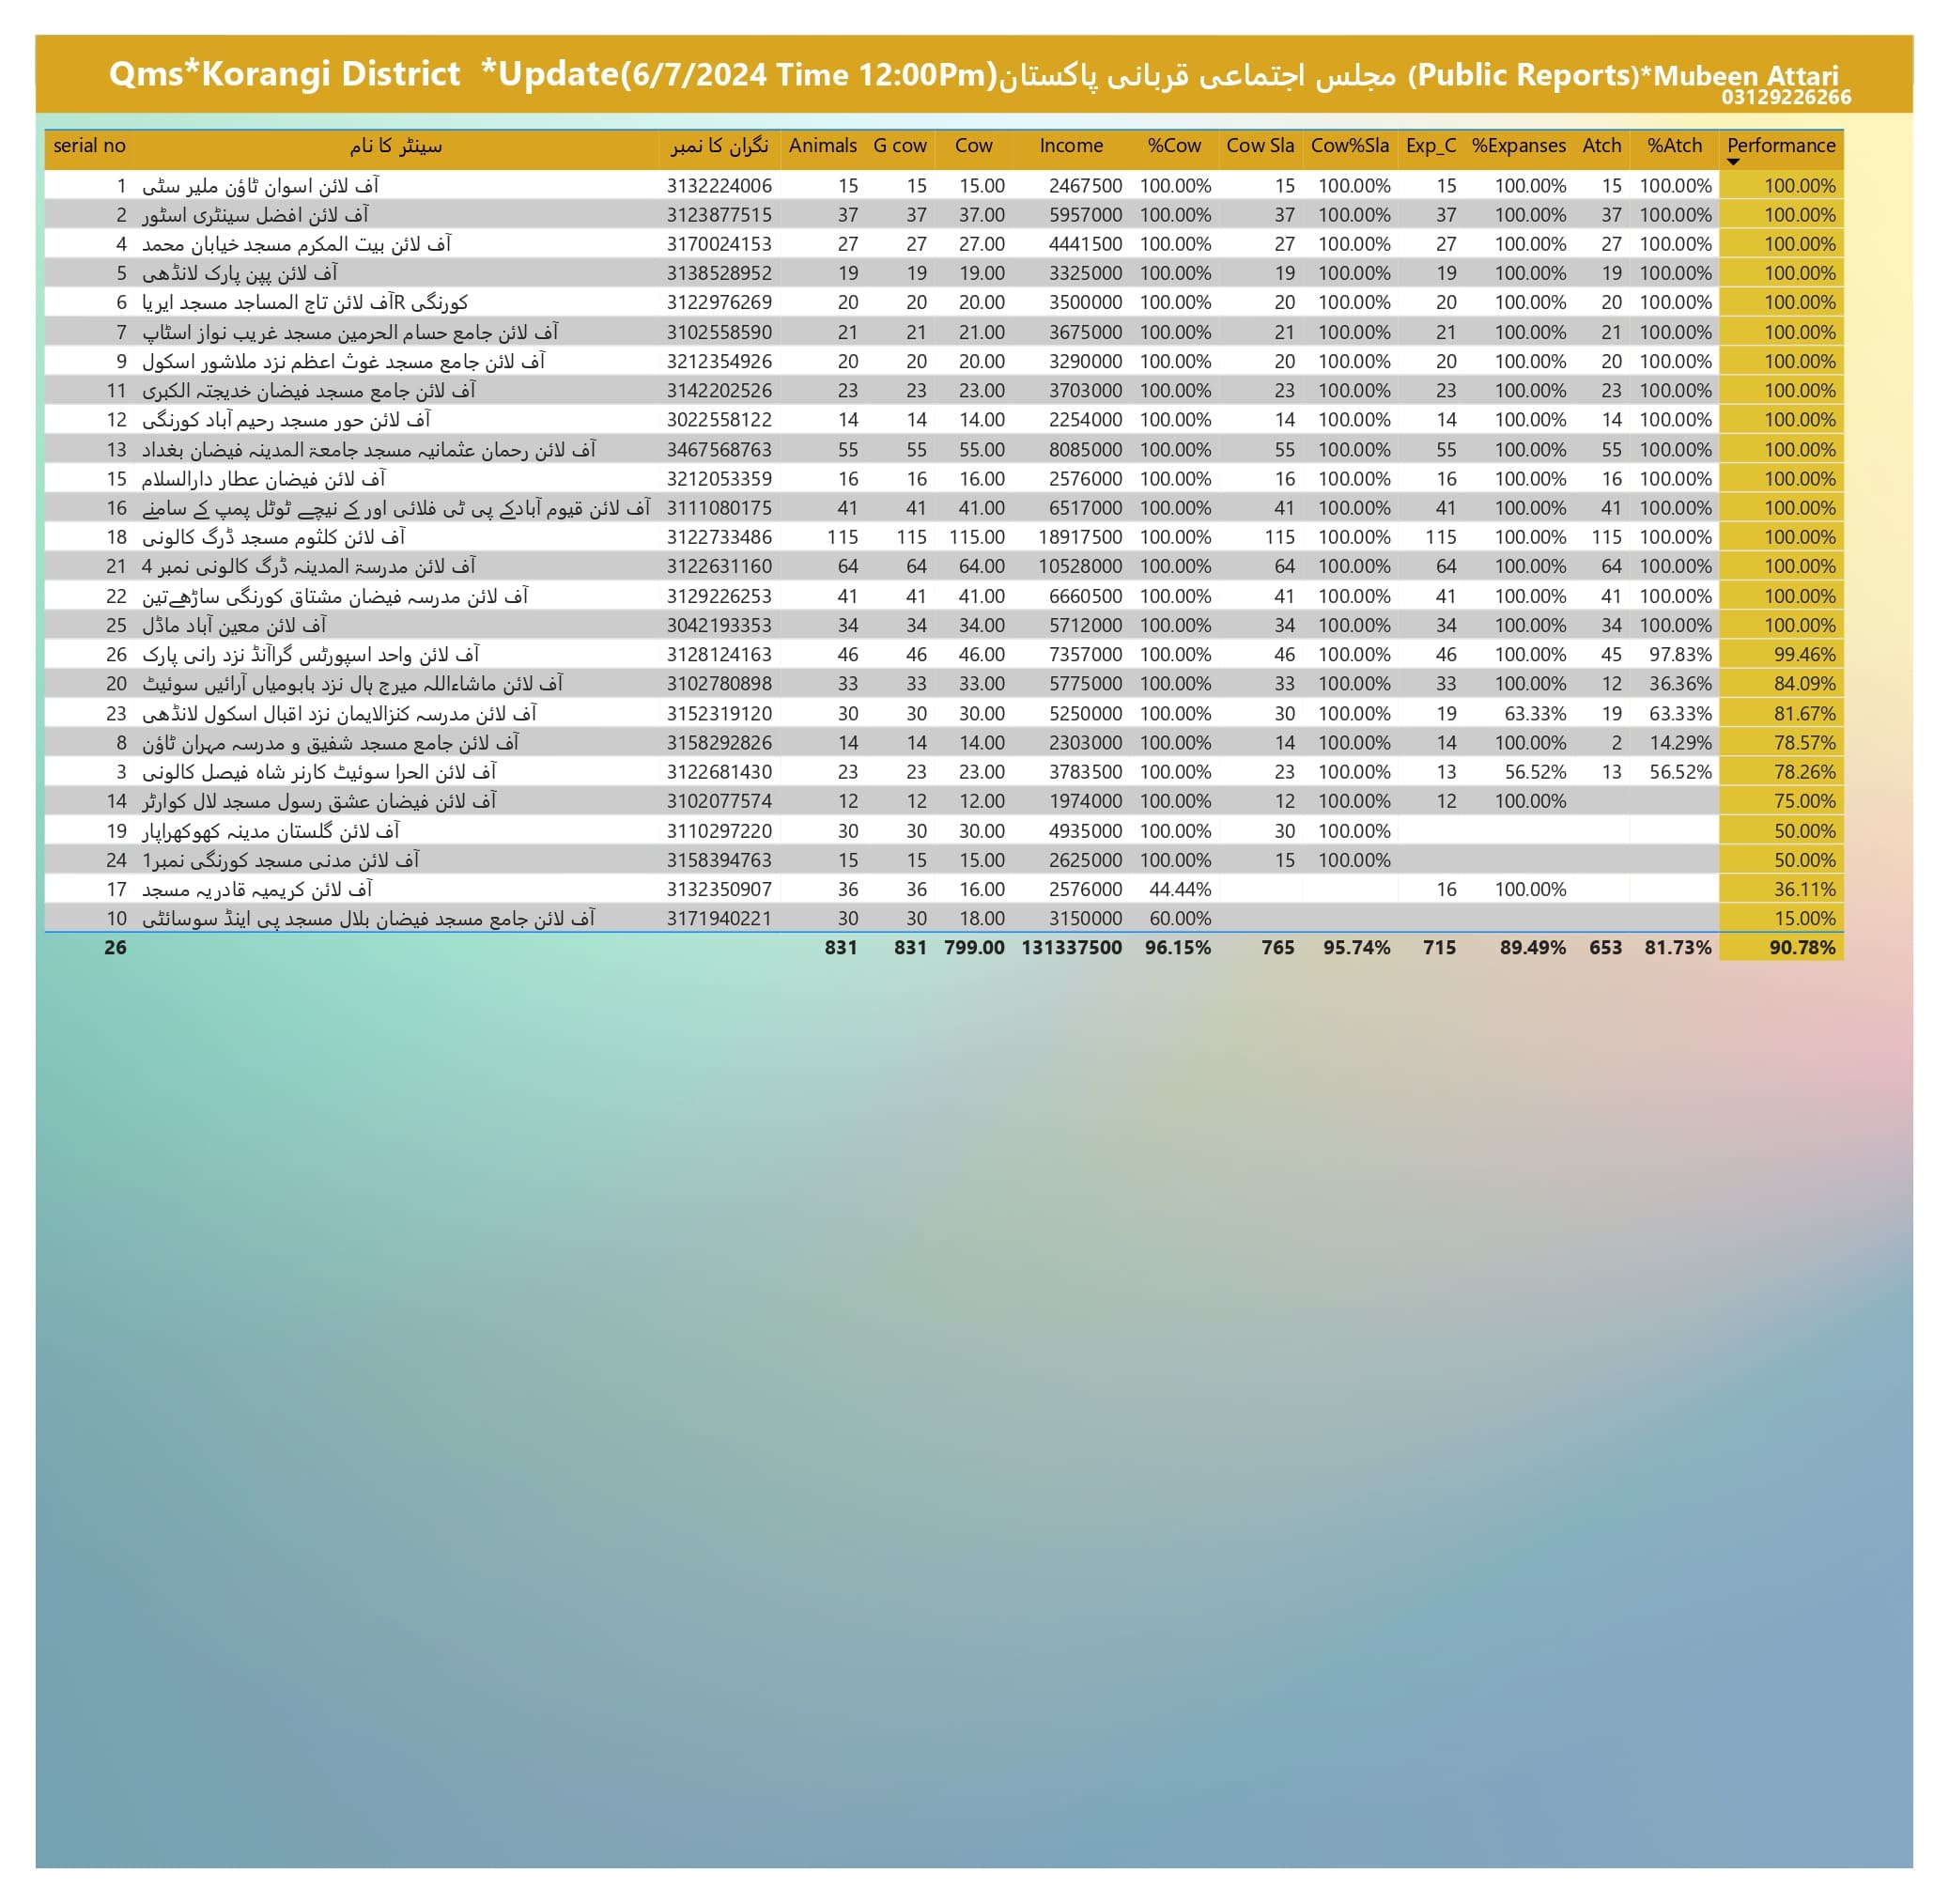 Qms*Korangi District *Update(6/7/2024 Time 12:00Pm)مجلس اجتماعی قربانی پاکستان (Public Reports)*Mubeen Attari
03129226266
serial no سینٹر کا نام نگران کا نمبر Animals G cow Cow Income %Cow Cow Sla Cow%Sla Exp_C %Expanses Atch %Atch Performance
1 آف لائن اسوان ٹاؤن ملیر سٹی 3132224006 15 15 15.00 2467500 100.00% 15 100.00% 15 100.00% 15 100.00% 100.00%
2 آف لائن افضل سینٹری اسٹور 3123877515 37 37 37.00 5957000 100.00% 37 100.00% 37 100.00% 37 100.00% 100.00%
4 آف لائن بیت المکرم مسجد خیابان محمد 3170024153 27 27 27.00 4441500 100.00% 27 100.00% 27 100.00% 27 100.00% 100.00%
5 آف لائن پپن پارک لانڈھی 3138528952 19 19 19.00 3325000 100.00% 19 100.00% 19 100.00% 19 100.00% 100.00%
6 آف لائن تاج المساجد مسجد ایریا R کورنگی 3122976269 20 20 20.00 3500000 100.00% 20 100.00% 20 100.00% 20 100.00% 100.00%
7 آف لائن جامع حسام الحرمین مسجد غریب نواز اسٹاپ 3102558590 21 21 21.00 3675000 100.00% 21 100.00% 21 100.00% 21 100.00% 100.00%
9 آف لائن جامع مسجد غوث اعظم نزد ملاشور اسکول 3212354926 20 20 20.00 3290000 100.00% 20 100.00% 20 100.00% 20 100.00% 100.00%
11 آف لائن جامع مسجد فیضان خدیجتہ الکبری 3142202526 23 23 23.00 3703000 100.00% 23 100.00% 23 100.00% 23 100.00% 100.00%
12 آف لائن حور مسجد رحیم آباد کورنگی 3022558122 14 14 14.00 2254000 100.00% 14 100.00% 14 100.00% 14 100.00% 100.00%
13 آف لائن رحمان عثمانیہ مسجد جامعۃ المدینہ فیضان بغداد 3467568763 55 55 55.00 8085000 100.00% 55 100.00% 55 100.00% 55 100.00% 100.00%
15 آف لائن فیضان عطار دارالسلام 3212053359 16 16 16.00 2576000 100.00% 16 100.00% 16 100.00% 16 100.00% 100.00%
16 آف لائن قیوم آبادکے پی ٹی فلائی اور کے نیچے ٹوٹل پمپ کے سامنے 3111080175 41 41 41.00 6517000 100.00% 41 100.00% 41 100.00% 41 100.00% 100.00%
18 آف لائن کلثوم مسجد ڈرگ کالونی 3122733486 115 115 115.00 18917500 100.00% 115 100.00% 115 100.00% 115 100.00% 100.00%
21 آف لائن مدرسۃ المدینہ ڈرگ کالونی نمبر 4 3122631160 64 64 64.00 10528000 100.00% 64 100.00% 64 100.00% 64 100.00% 100.00%
22 آف لائن مدرسہ فیضان مشتاق کورنگی ساڑھےتین 3129226253 41 41 41.00 6660500 100.00% 41 100.00% 41 100.00% 41 100.00% 100.00%
25 آف لائن معین آباد ماڈل 3042193353 34 34 34.00 5712000 100.00% 34 100.00% 34 100.00% 34 100.00% 100.00%
26 آف لائن واحد اسپورٹس گراآنڈ نزد رانی پارک 3128124163 46 46 46.00 7357000 100.00% 46 100.00% 46 100.00% 45 97.83% 99.46%
20 آف لائن ماشاءاللہ میرج ہال نزد بابومیاں آرائیں سوئیٹ 3102780898 33 33 33.00 5775000 100.00% 33 100.00% 33 100.00% 12 36.36% 84.09%
23 آف لائن مدرسہ کنزالایمان نزد اقبال اسکول لانڈھی 3152319120 30 30 30.00 5250000 100.00% 30 100.00% 19 63.33% 19 63.33% 81.67%
8 آف لائن جامع مسجد شفیق و مدرسہ مہران ٹاؤن 3158292826 14 14 14.00 2303000 100.00% 14 100.00% 14 100.00% 2 14.29% 78.57%
3 آف لائن الحرا سوئیٹ کارنر شاہ فیصل کالونی 3122681430 23 23 23.00 3783500 100.00% 23 100.00% 13 56.52% 13 56.52% 78.26%
14 آف لائن فیضان عشق رسول مسجد لال کوارٹر 3102077574 12 12 12.00 1974000 100.00% 12 100.00% 12 100.00% 75.00%
19 آف لائن گلستان مدینہ کھوکھراپار 3110297220 30 30 30.00 4935000 100.00% 30 100.00% 50.00%
24 آف لائن مدنی مسجد کورنگی نمبر1 3158394763 15 15 15.00 2625000 100.00% 15 100.00% 50.00%
17 آف لائن کریمیہ قادریہ مسجد 3132350907 36 36 16.00 2576000 44.44% 16 100.00% 36.11%
10 آف لائن جامع مسجد فیضان بلال مسجد پی اینڈ سوسائٹی 3171940221 30 30 18.00 3150000 60.00% 15.00%
26 831 831 799.00 131337500 96.15% 765 95.74% 715 89.49% 653 81.73% 90.78%